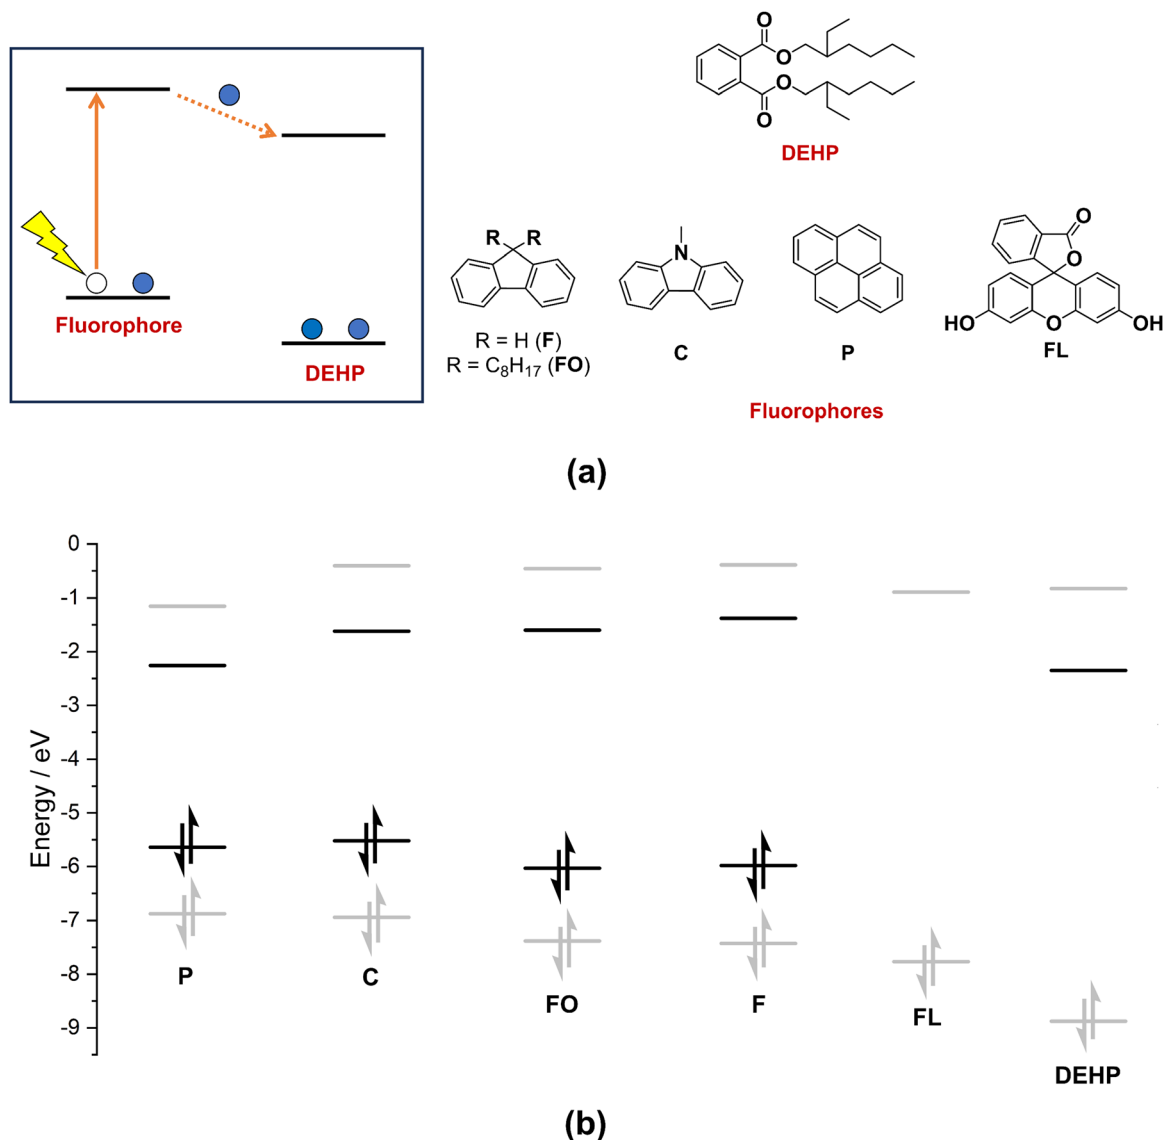 O
O
O
O
DEHP
Fluorophore
DEHP
R R
R = H (F)
R = C₈H₁₇ (FO)
N
C
P
O
O
HO
O
OH
FL
Fluorophores
(a)
Energy / eV
0
-1
-2
-3
-4
-5
-6
-7
-8
-9
P
C
FO
F
FL
DEHP
(b)